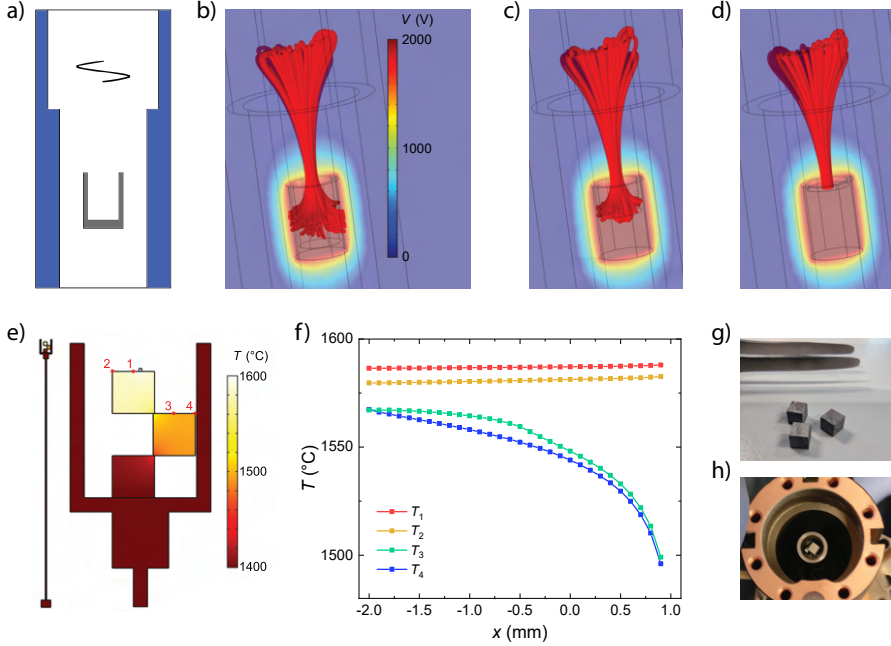 a)
b)
V (V)
2000
1000
0
c)
d)
e)
2
1
3
4
T (°C)
1600
1500
1400
f)
1600
1550
1500
T (°C)
T1
T2
T3
T4
-2.0
-1.5
-1.0
-0.5
0.0
0.5
1.0
x (mm)
g)
h)